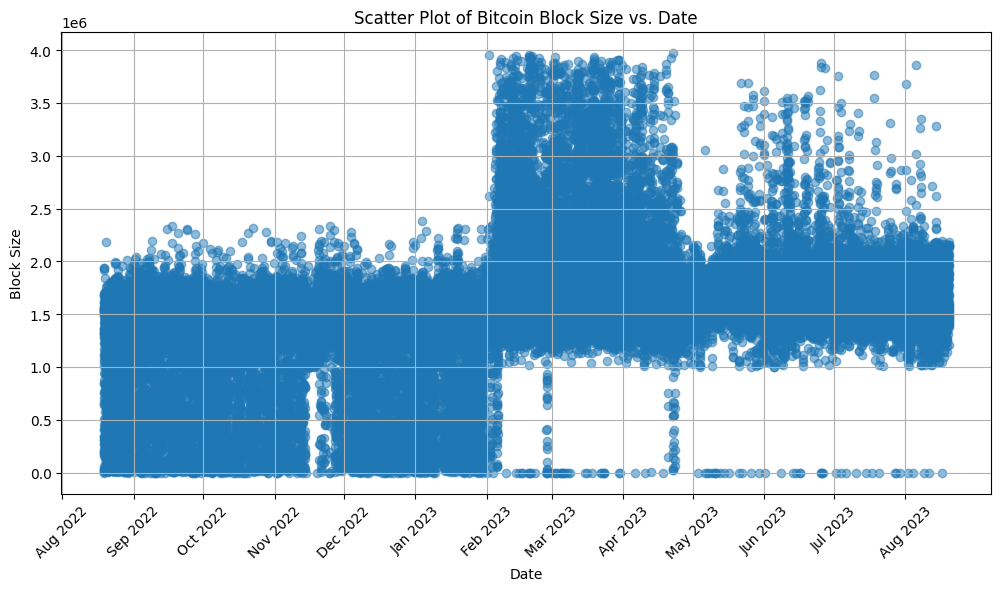 Scatter Plot of Bitcoin Block Size vs. Date
1e6
4.0
3.5
3.0
2.5
2.0
1.5
1.0
0.5
0.0
Block Size
Aug 2022
Sep 2022
Oct 2022
Nov 2022
Dec 2022
Jan 2023
Feb 2023
Mar 2023
Apr 2023
May 2023
Jun 2023
Jul 2023
Aug 2023
Date